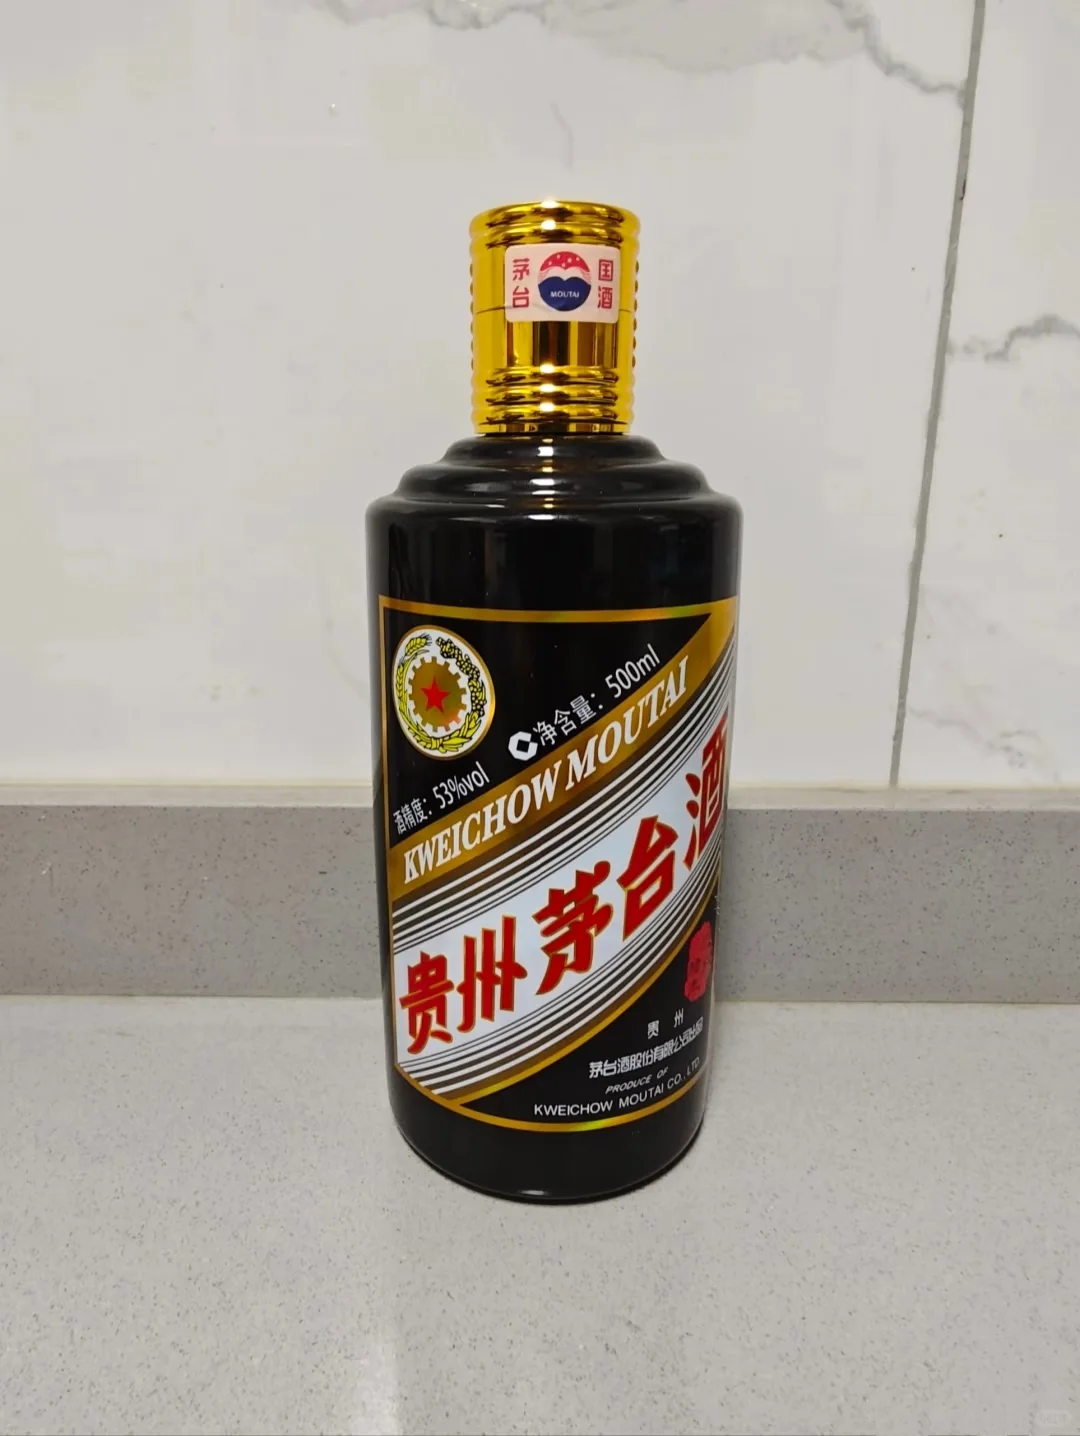 茅台 国酒
MOUTAI
净含量：500ml
酒精度：53%vol
KWEICHOW MOUTAI
贵州茅台酒
贵州
茅台酒股份有限公司出品
PRODUCE OF
KWEICHOW MOUTAI CO., LTD.